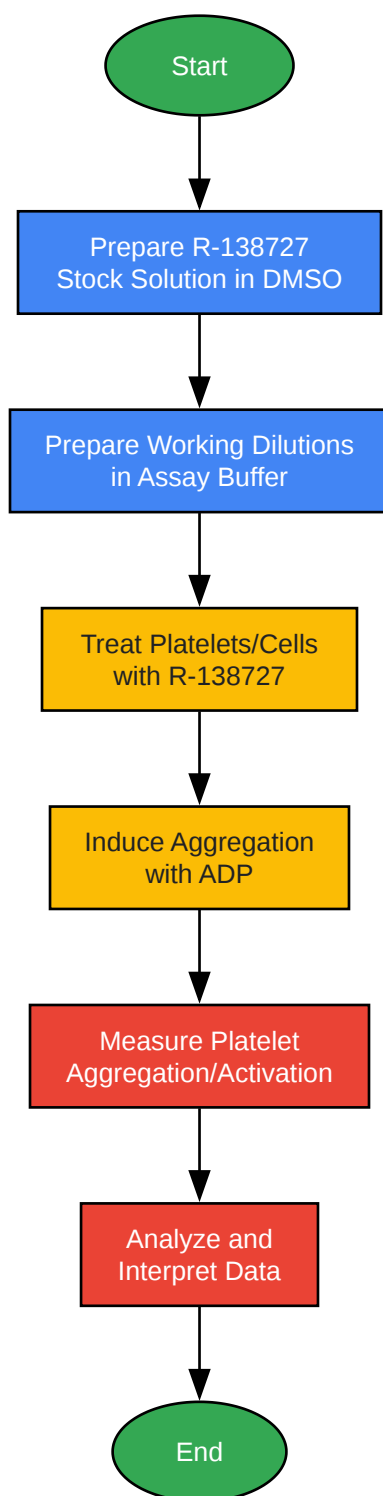 Start
Prepare R-138727
Stock Solution in DMSO
Prepare Working Dilutions
in Assay Buffer
Treat Platelets/Cells
with R-138727
Induce Aggregation
with ADP
Measure Platelet
Aggregation/Activation
Analyze and
Interpret Data
End